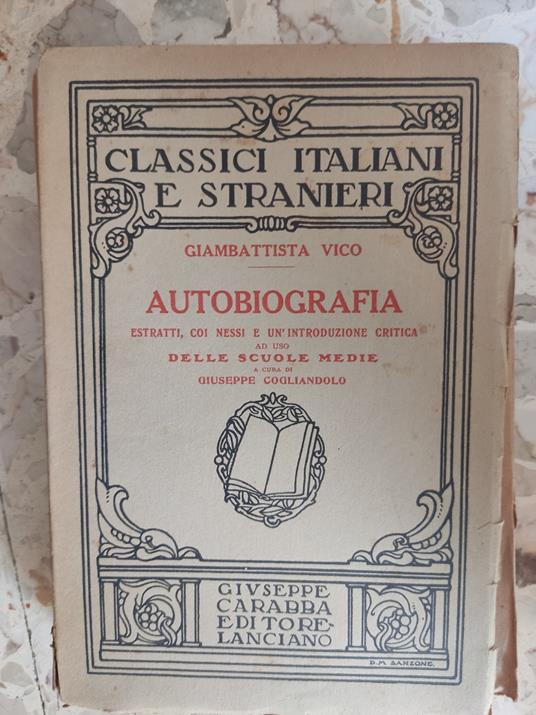 CLASSICI ITALIANI
E STRANIERI
GIAMBATTISTA VICO
AUTOBIOGRAFIA
ESTRATTI, COI NESSI E UN'INTRODUZIONE CRITICA
AD USO
DELLE SCUOLE MEDIE
A CURA DI
GIUSEPPE COGLIANDOLO
GIVSEPPE
CARABBA
EDITORE-
LANCIANO
D.M. SANZONE.